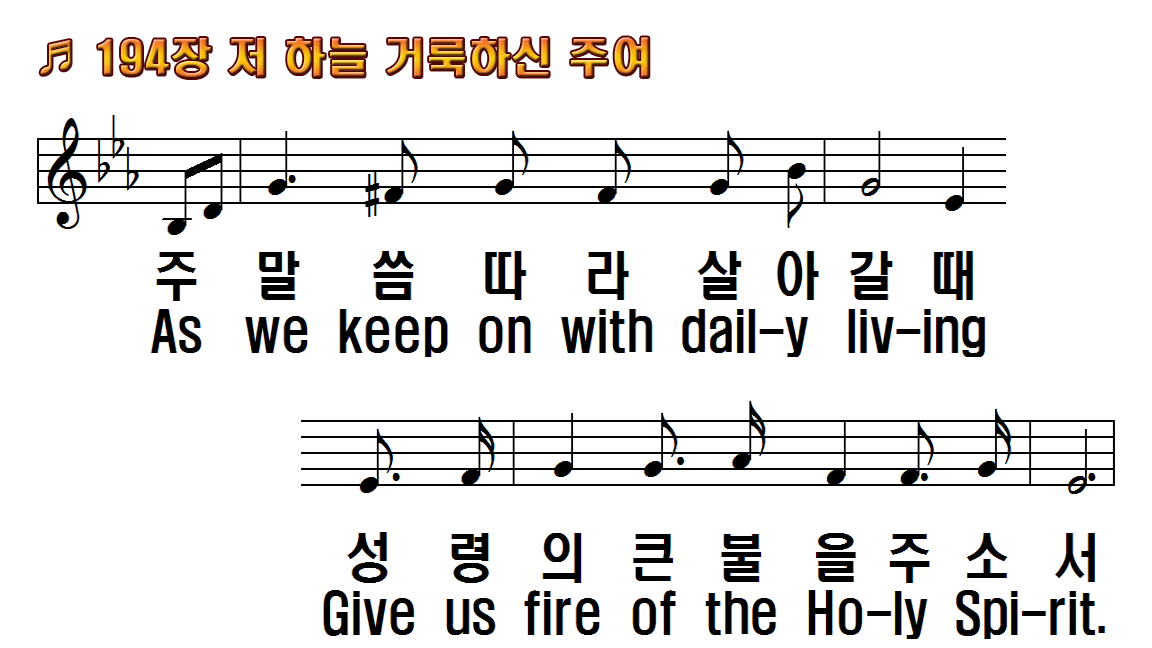 194장 저 하늘 거룩하신 주여
주 말 씀 따 라 살 아 갈 때
As we keep on with dail-y liv-ing
성 령 의 큰 불 을 주 소 서
Give us fire of the Ho-ly Spi-rit.